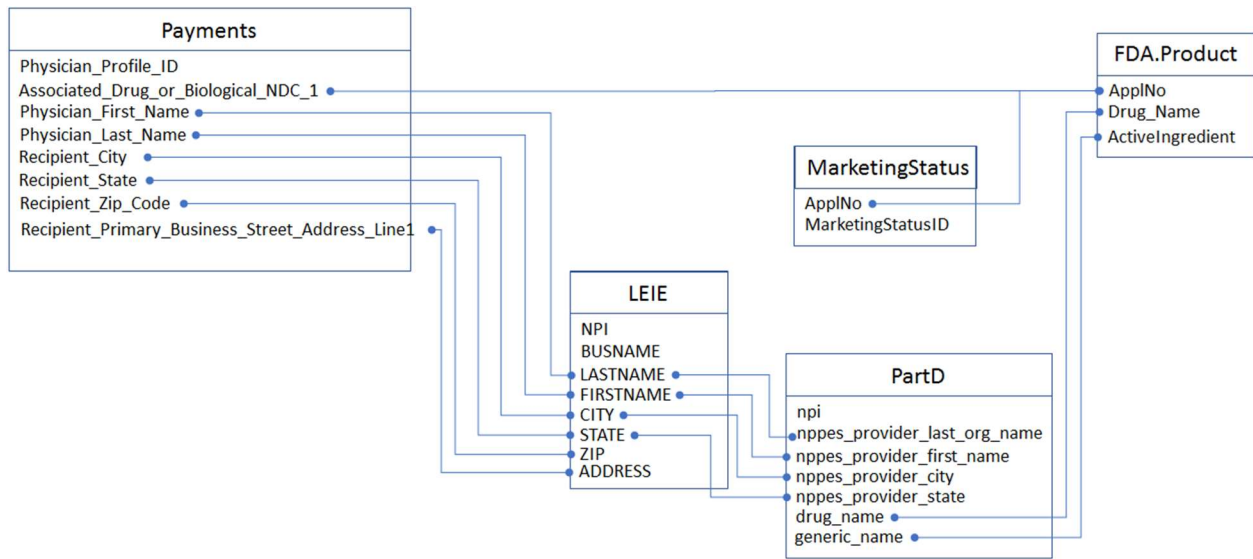 Payments
Physician_Profile_ID
Associated_Drug_or_Biological_NDC_1
Physician_First_Name
Physician_Last_Name
Recipient_City
Recipient_State
Recipient_Zip_Code
Recipient_Primary_Business_Street_Address_Line1
FDA.Product
ApplNo
Drug_Name
ActiveIngredient
MarketingStatus
ApplNo
MarketingStatusID
LEIE
NPI
BUSNAME
LASTNAME
FIRSTNAME
CITY
STATE
ZIP
ADDRESS
PartD
npi
nppes_provider_last_org_name
nppes_provider_first_name
nppes_provider_city
nppes_provider_state
drug_name
generic_name